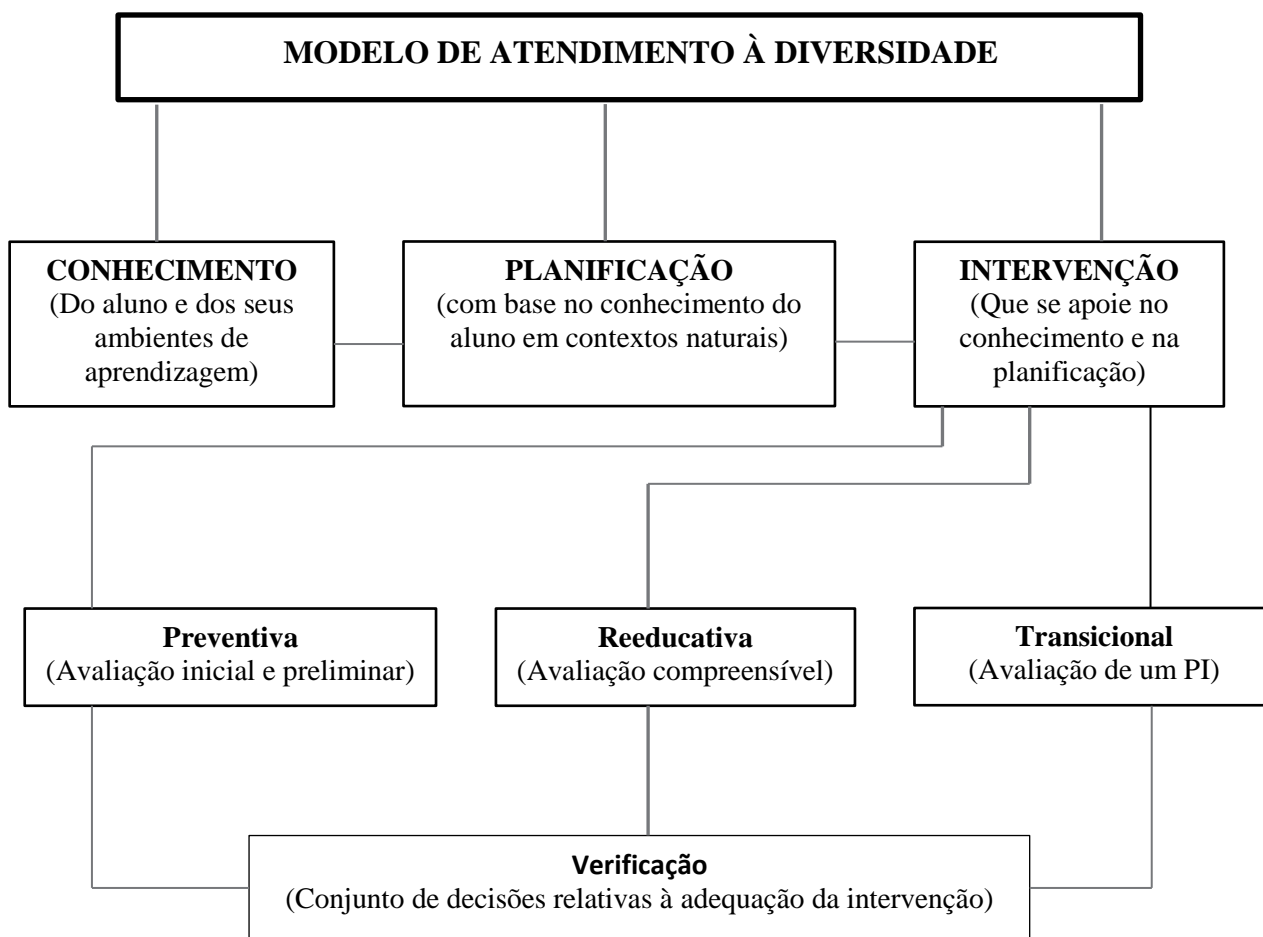 MODELO DE ATENDIMENTO À DIVERSIDADE
CONHECIMENTO
(Do aluno e dos seus
ambientes de
aprendizagem)
PLANIFICAÇÃO
(com base no conhecimento do
aluno em contextos naturais)
INTERVENÇÃO
(Que se apoie no
conhecimento e na
planificação)
Preventiva
(Avaliação inicial e preliminar)
Reeducativa
(Avaliação compreensível)
Transicional
(Avaliação de um PI)
Verificação
(Conjunto de decisões relativas à adequação da intervenção)